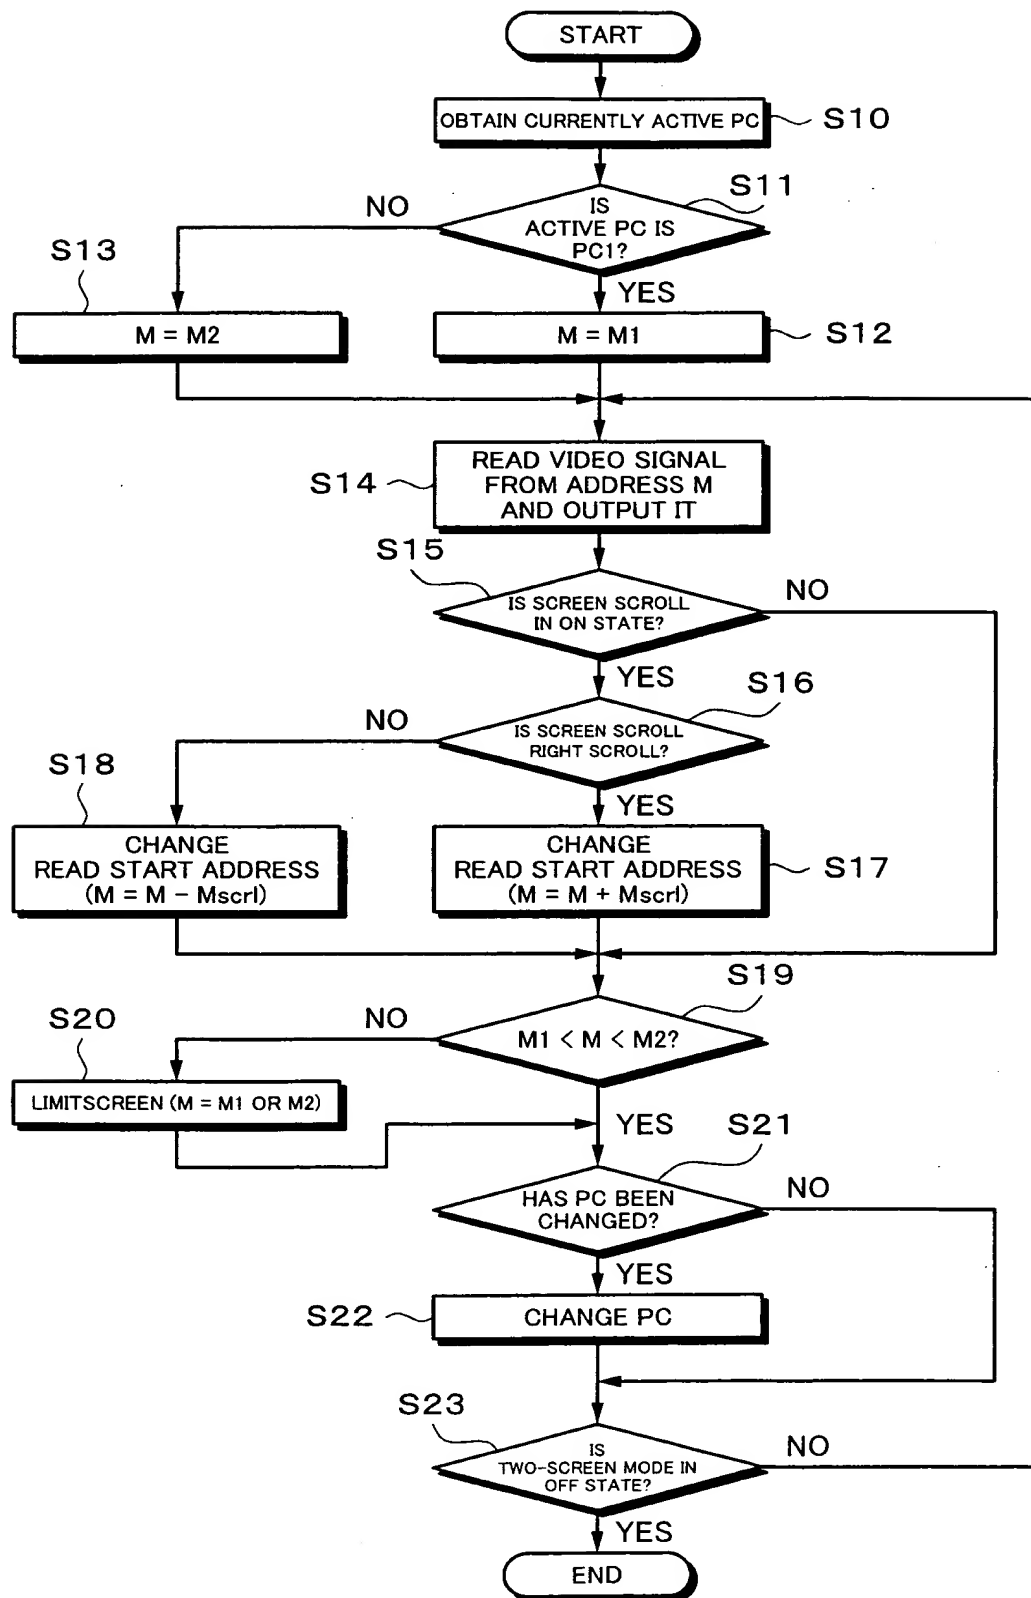 START
OBTAIN CURRENTLY ACTIVE PC
S10
S11
NO
IS
ACTIVE PC IS
PC1?
S13
YES
M = M2
M = M1
S12
S14
READ VIDEO SIGNAL
FROM ADDRESS M
AND OUTPUT IT
S15
NO
IS SCREEN SCROLL
IN ON STATE?
YES
S16
NO
IS SCREEN SCROLL
RIGHT SCROLL?
S18
YES
CHANGE
READ START ADDRESS
(M = M − Mscrl)
CHANGE
READ START ADDRESS
(M = M + Mscrl)
S17
S19
S20
NO
M1 < M < M2?
LIMITSCREEN (M = M1 OR M2)
YES
S21
NO
HAS PC BEEN
CHANGED?
YES
S22
CHANGE PC
S23
NO
IS
TWO-SCREEN MODE IN
OFF STATE?
YES
END